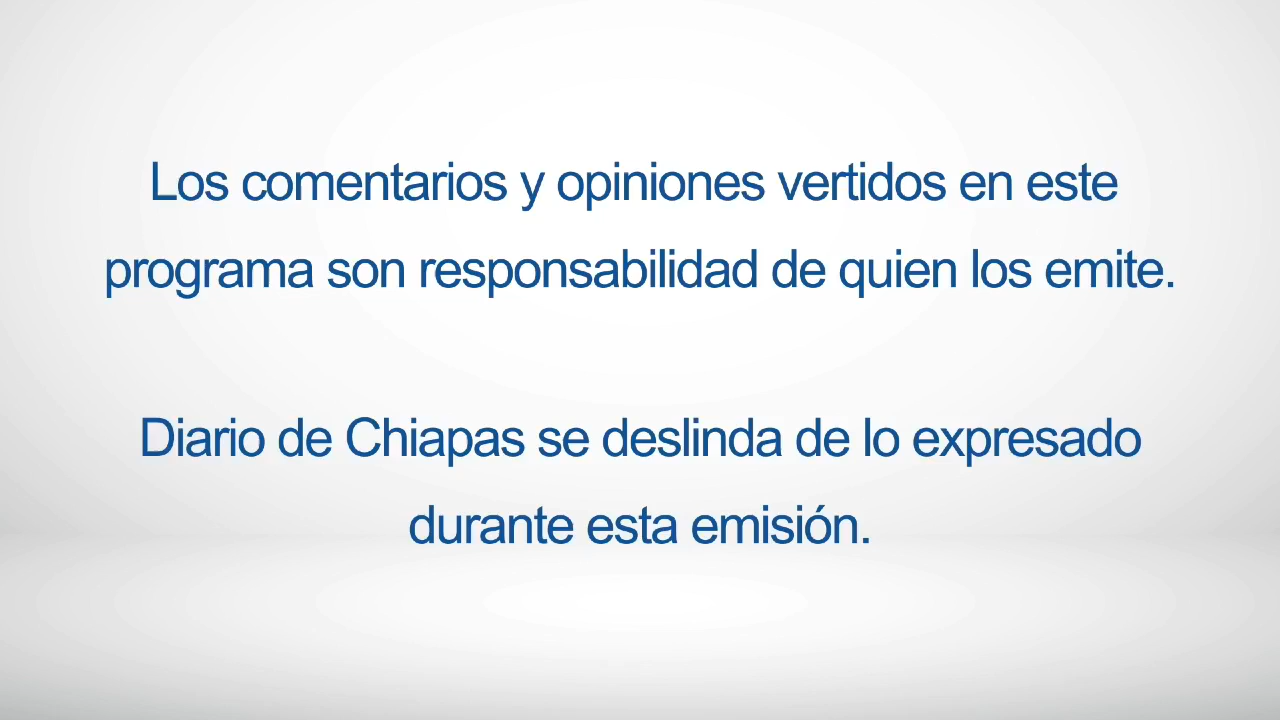 Los comentarios y opiniones vertidos en este
programa son responsabilidad de quien los emite.
Diario de Chiapas se deslinda de lo expresado
durante esta emisión.